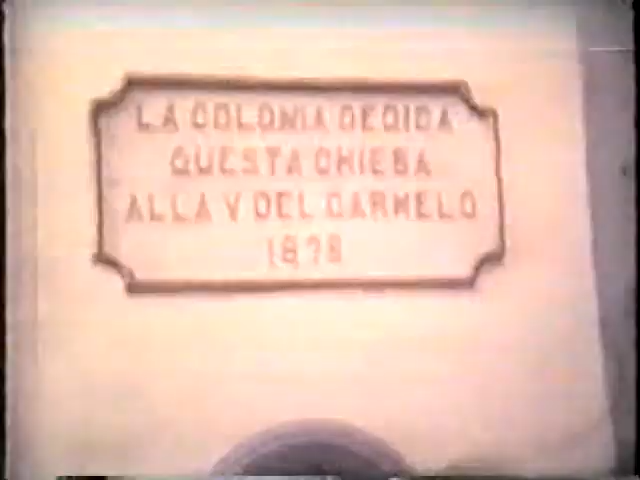 LA COLONIA DEDICA
QUESTA CHIESA
ALLA V DEL CARMELO
1878